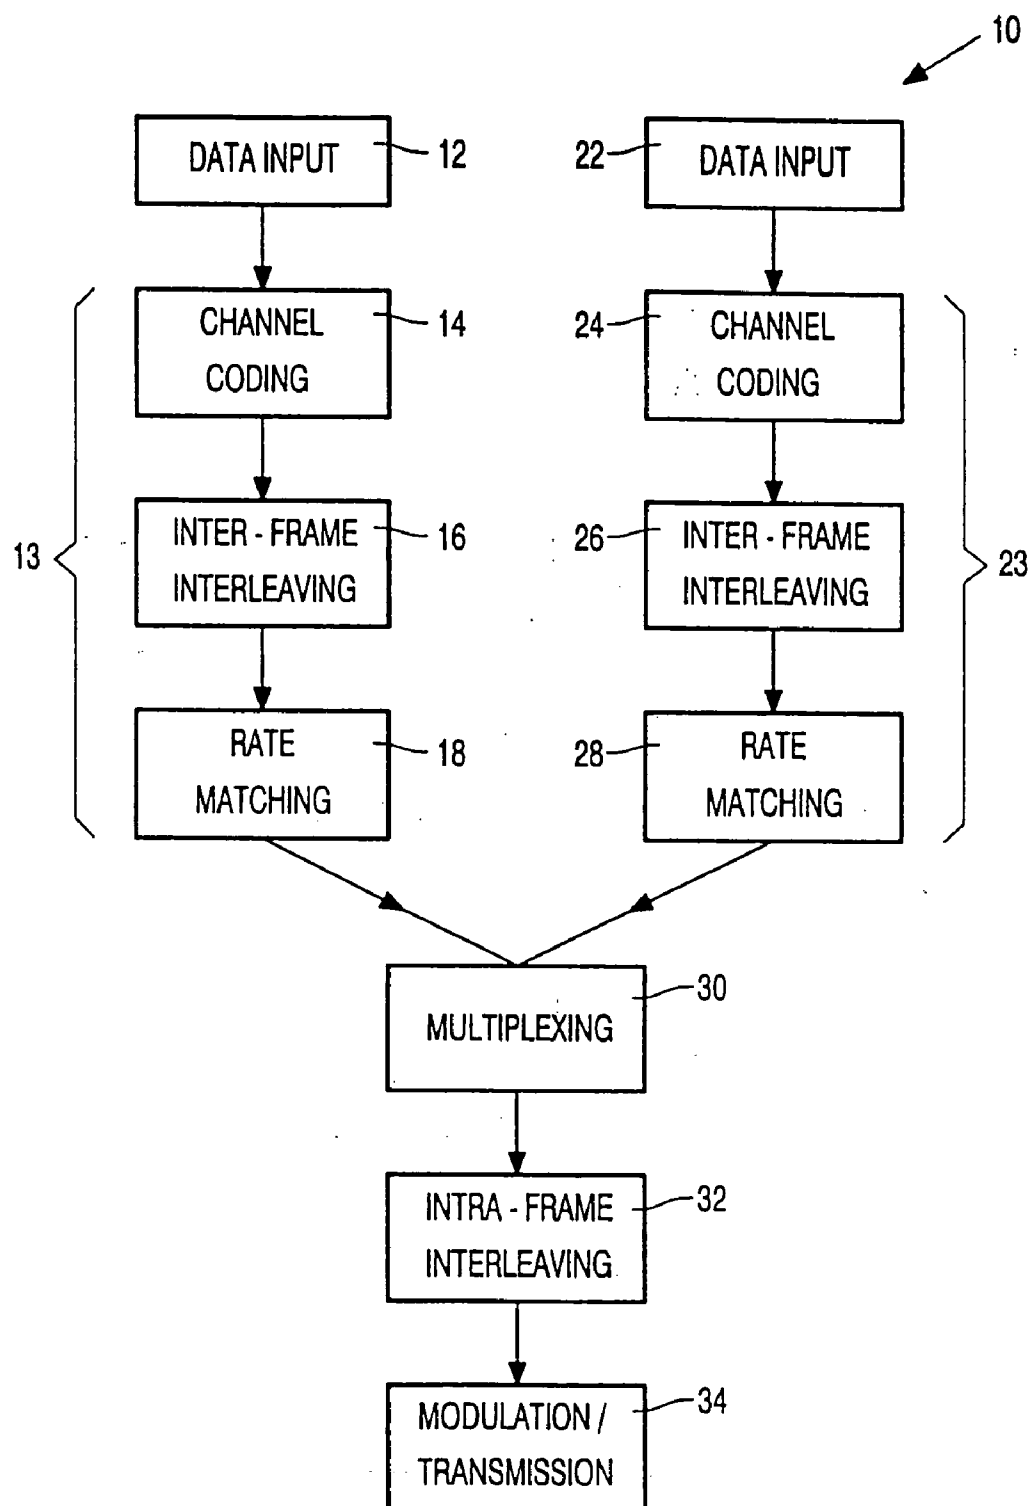 10
DATA INPUT
12
22
DATA INPUT
CHANNEL
CODING
14
24
CHANNEL
CODING
13
INTER - FRAME
INTERLEAVING
16
26
INTER - FRAME
INTERLEAVING
23
RATE
MATCHING
18
28
RATE
MATCHING
MULTIPLEXING
30
INTRA - FRAME
INTERLEAVING
32
MODULATION /
TRANSMISSION
34